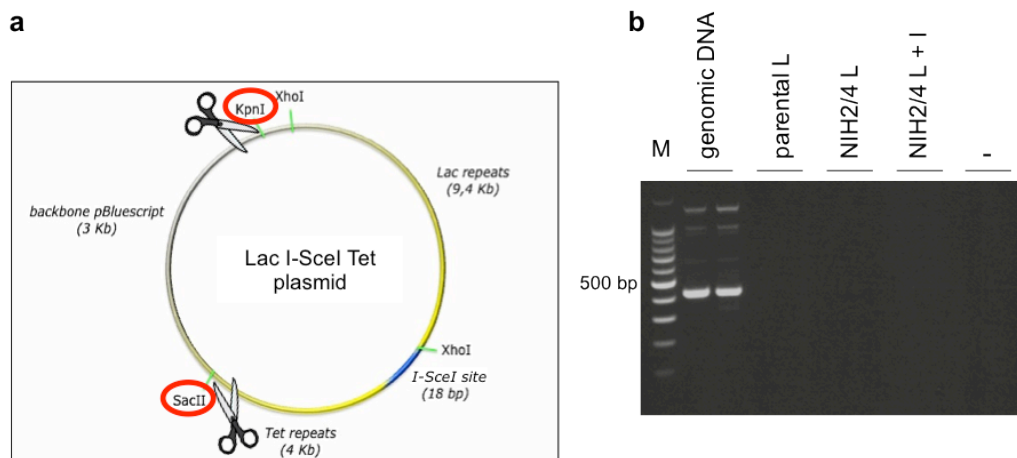 a
KpnI
XhoI
Lac repeats
(9,4 Kb)
backbone pBluescript
(3 Kb)
Lac I-SceI Tet
plasmid
XhoI
I-SceI site
(18 bp)
SacII
Tet repeats
(4 Kb)
b
M
genomic DNA
parental L
NIH2/4 L
NIH2/4 L + I
-
500 bp